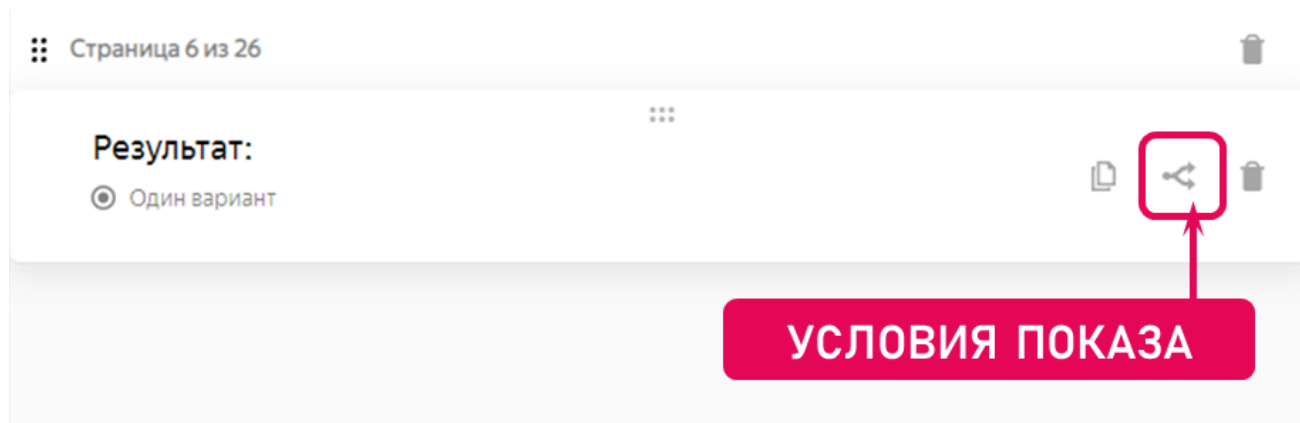 Страница 6 из 26
Результат:
Один вариант
УСЛОВИЯ ПОКАЗА